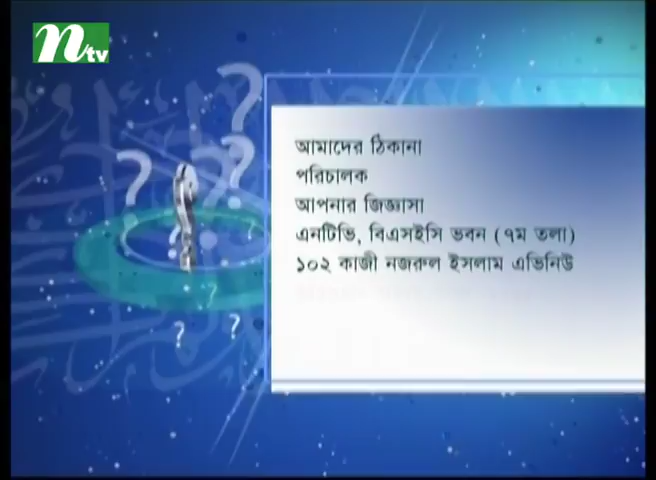 ntv
আমাদের ঠিকানা
পরিচালক
আপনার জিজ্ঞাসা
এনটিভি, বিএসইসি ভবন (৭ম তলা)
১০২ কাজী নজরুল ইসলাম এভিনিউ